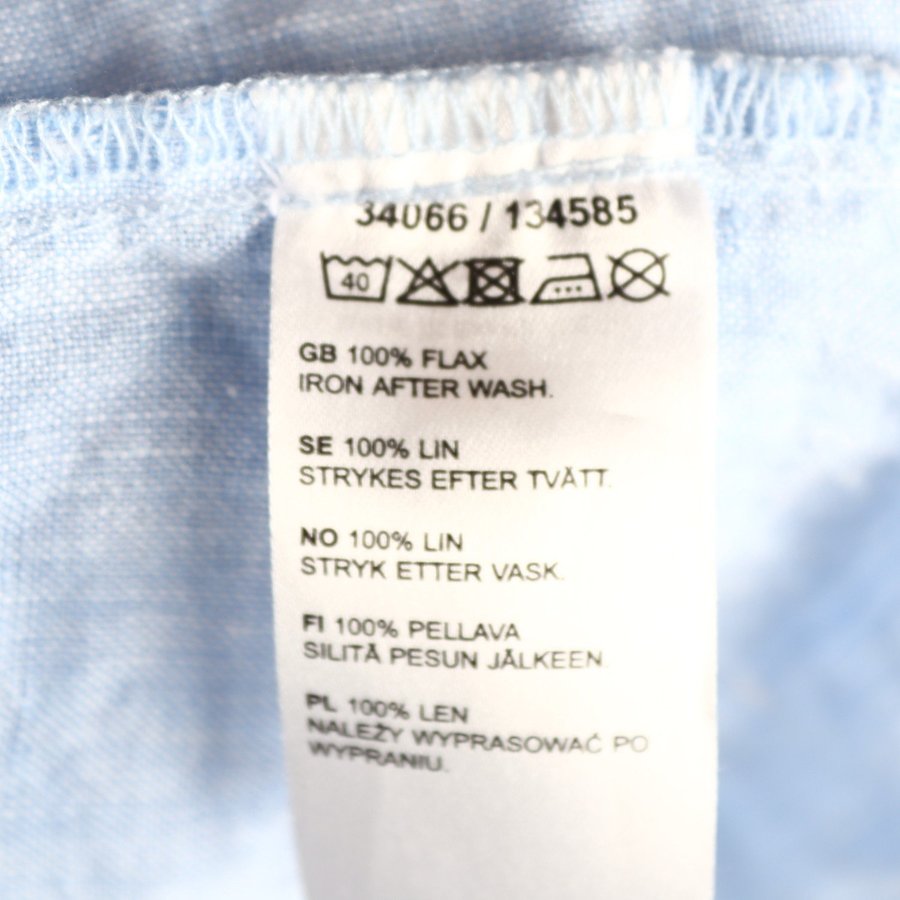 34066 / 134585
40
GB 100% FLAX
IRON AFTER WASH.
SE 100% LIN
STRYKES EFTER TVÄTT.
NO 100% LIN
STRYK ETTER VASK.
FI 100% PELLAVA
SILITÄ PESUN JÄLKEEN.
PL 100% LEN
NALEŻY WYPRASOWAĆ PO
WYPRANIU.